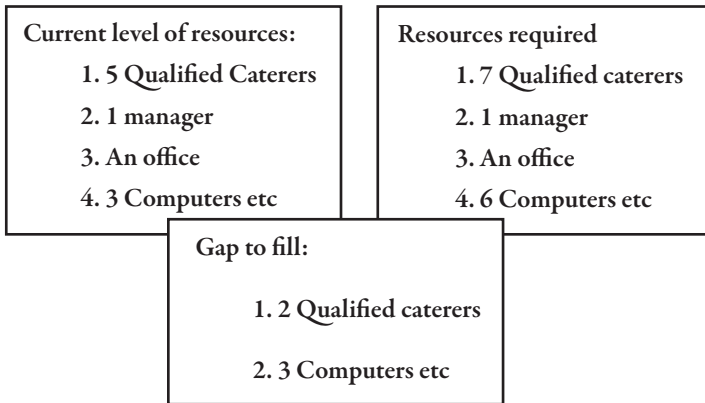 Current level of resources:
1. 5 Qualified Caterers
2. 1 manager
3. An office
4. 3 Computers etc
Resources required
1. 7 Qualified caterers
2. 1 manager
3. An office
4. 6 Computers etc
Gap to fill:
1. 2 Qualified caterers
2. 3 Computers etc